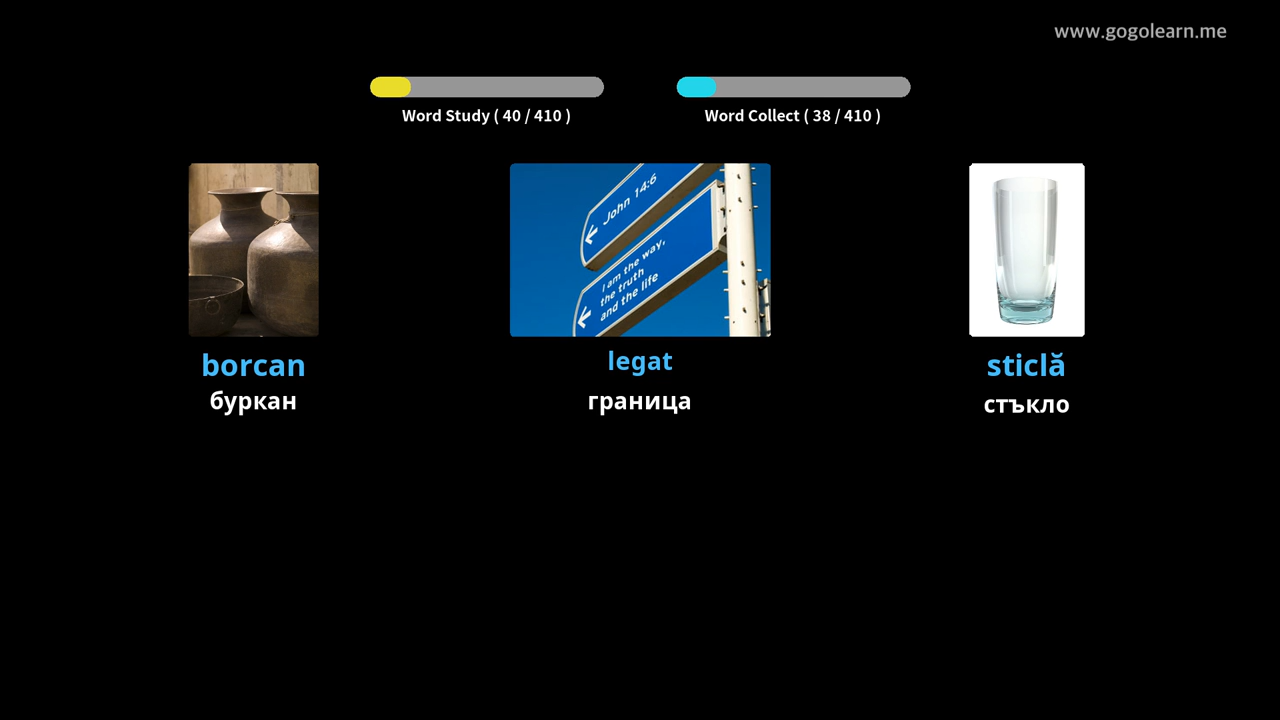 www.gogolearn.me
Word Study ( 40 / 410 )
Word Collect ( 38 / 410 )
John 14:6
I am the way,
the truth
and the life
borcan
буркан
legat
граница
sticlă
стъкло